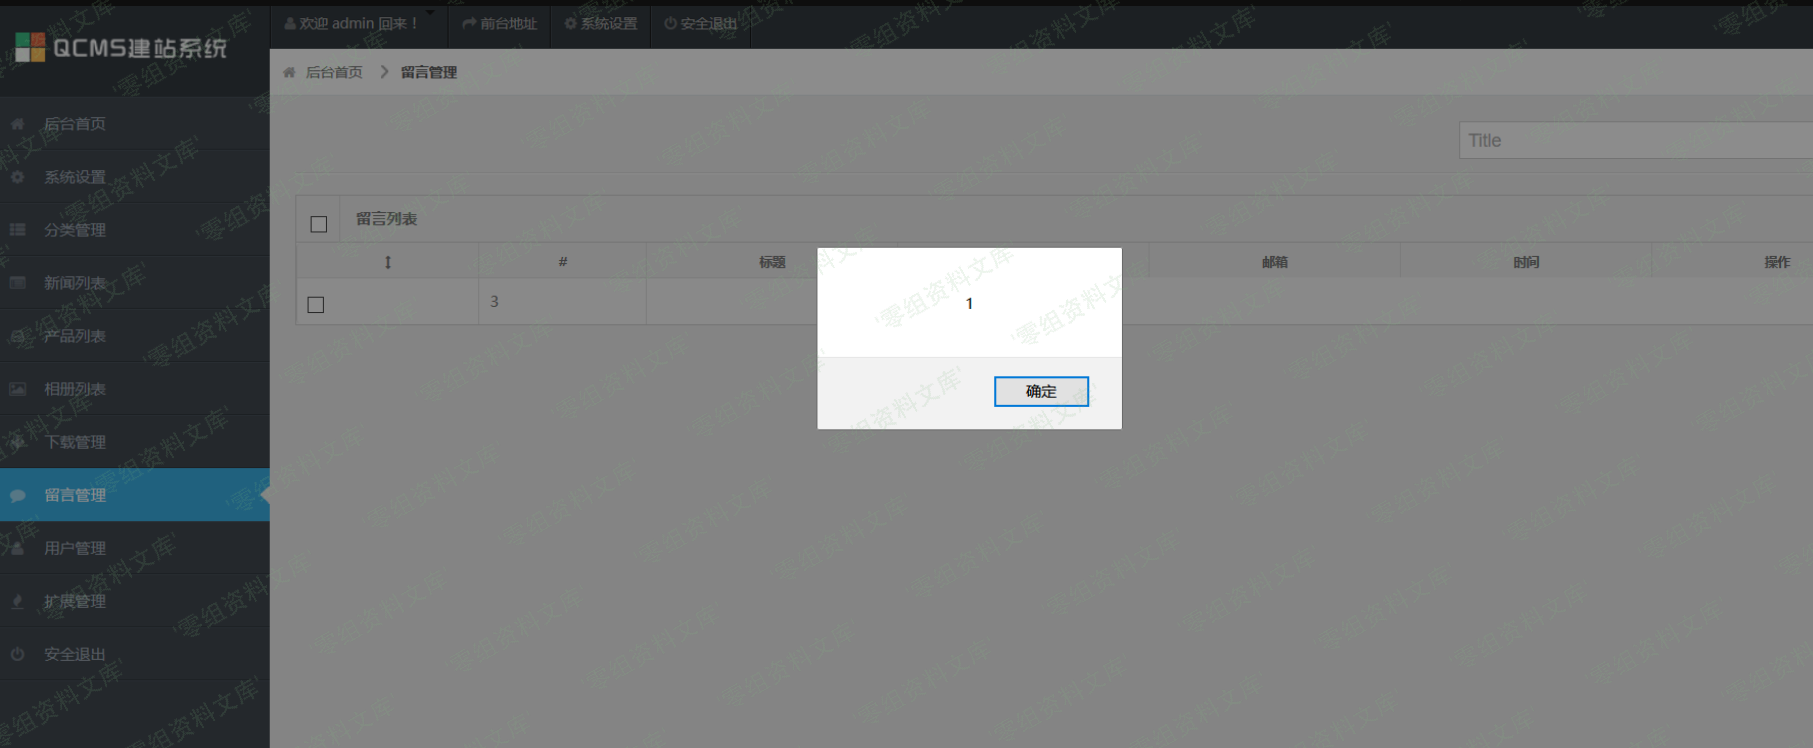 欢迎 admin 回来！ 前台地址 系统设置 安全退出
QCMS建站系统
后台首页 留言管理
后台首页
Title
系统设置
留言列表
分类管理
# 标题 邮箱 时间 操作
新闻列表
3
1
产品列表
相册列表
确定
下载管理
留言管理
用户管理
扩展管理
安全退出
'零组资料文库'